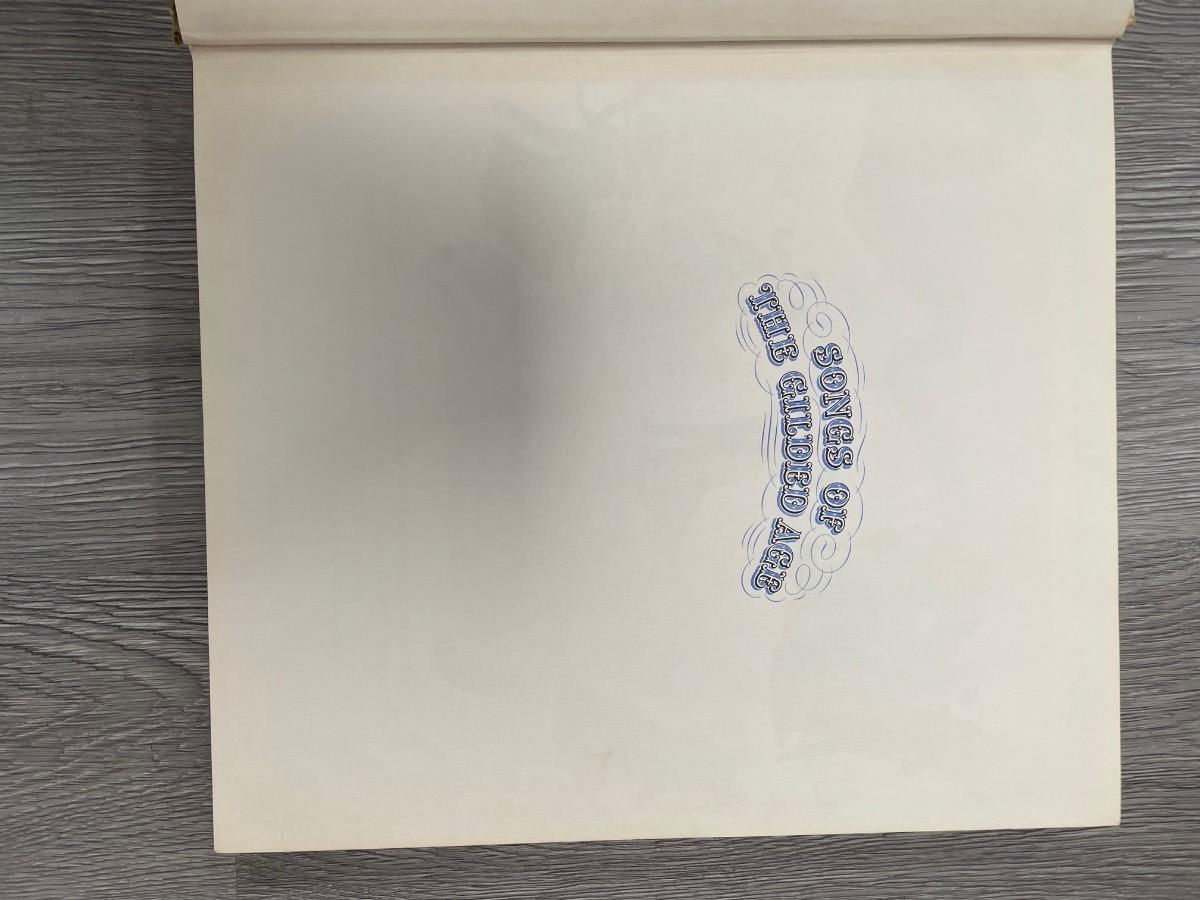 SONGS OF
THE GILDED AGE